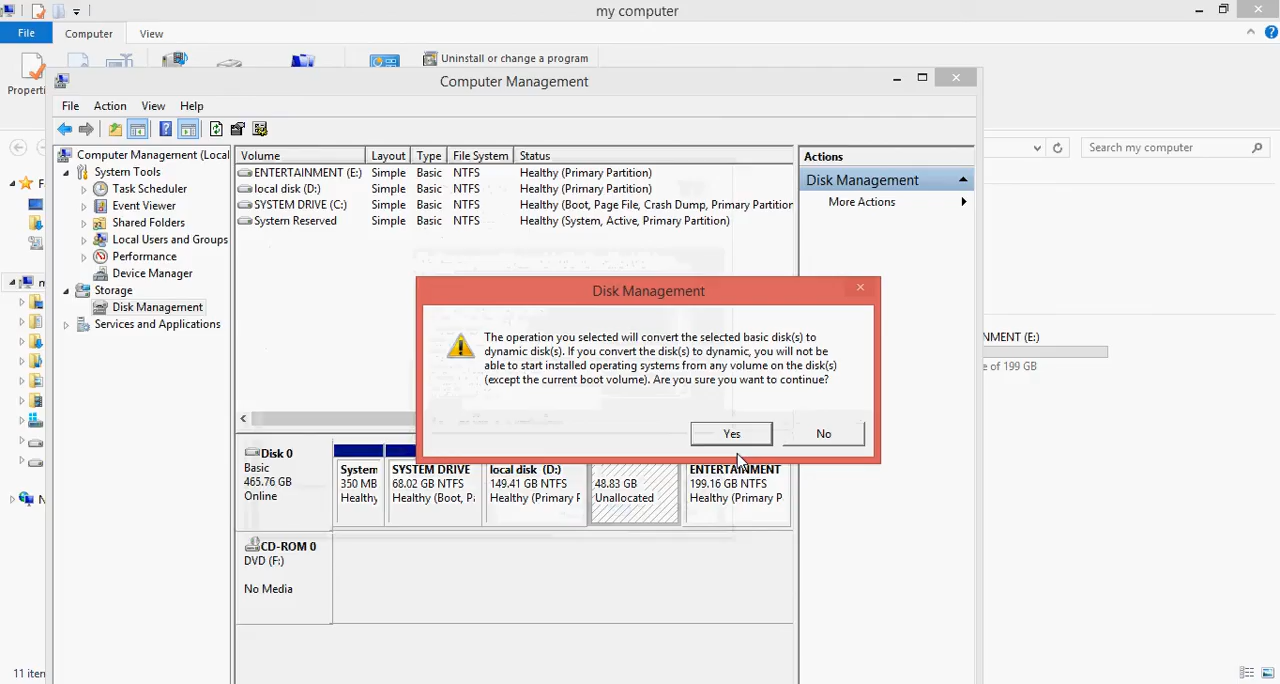 my computer
File
Computer
View
Uninstall or change a program
Properti
Computer Management
File
Action
View
Help
Search my computer
Computer Management (Local
System Tools
Task Scheduler
Event Viewer
Shared Folders
Local Users and Groups
Performance
Device Manager
Storage
Disk Management
Services and Applications
Volume Layout Type File System Status
ENTERTAINMENT (E:) Simple Basic NTFS Healthy (Primary Partition)
local disk (D:) Simple Basic NTFS Healthy (Primary Partition)
SYSTEM DRIVE (C:) Simple Basic NTFS Healthy (Boot, Page File, Crash Dump, Primary Partition
System Reserved Simple Basic NTFS Healthy (System, Active, Primary Partition)
Actions
Disk Management
More Actions
NMENT (E:)
e of 199 GB
Disk Management
The operation you selected will convert the selected basic disk(s) to
dynamic disk(s). If you convert the disk(s) to dynamic, you will not be
able to start installed operating systems from any volume on the disk(s)
(except the current boot volume). Are you sure you want to continue?
Yes
No
Disk 0
Basic
465.76 GB
Online
System
350 MB
Healthy
SYSTEM DRIVE
68.02 GB NTFS
Healthy (Boot, P
local disk (D:)
149.41 GB NTFS
Healthy (Primary P
48.83 GB
Unallocated
ENTERTAINMENT
199.16 GB NTFS
Healthy (Primary P
CD-ROM 0
DVD (F:)
No Media
11 iten